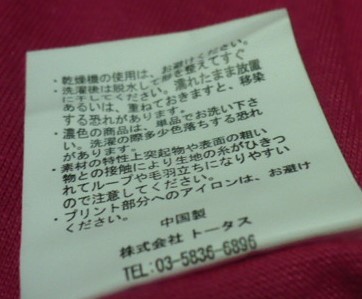 ・乾燥機の使用は、お避けください。
・洗濯後は脱水して形を整えてすぐ
に干してください。濡れたまま放置
あるいは、重ねておきますと、移染
する恐れがあります。
・濃色の商品は、単品でお洗い下さ
い。洗濯の際多少色落ちする恐れ
があります。
・素材の特性上突起物や表面の粗い
物との接触により生地の糸がひきつ
れてループや毛羽立ちになりやすい
ので注意してください。
・プリント部分へのアイロンは、お避け
ください。
中国製
株式会社 トータス
TEL:03-5836-6896